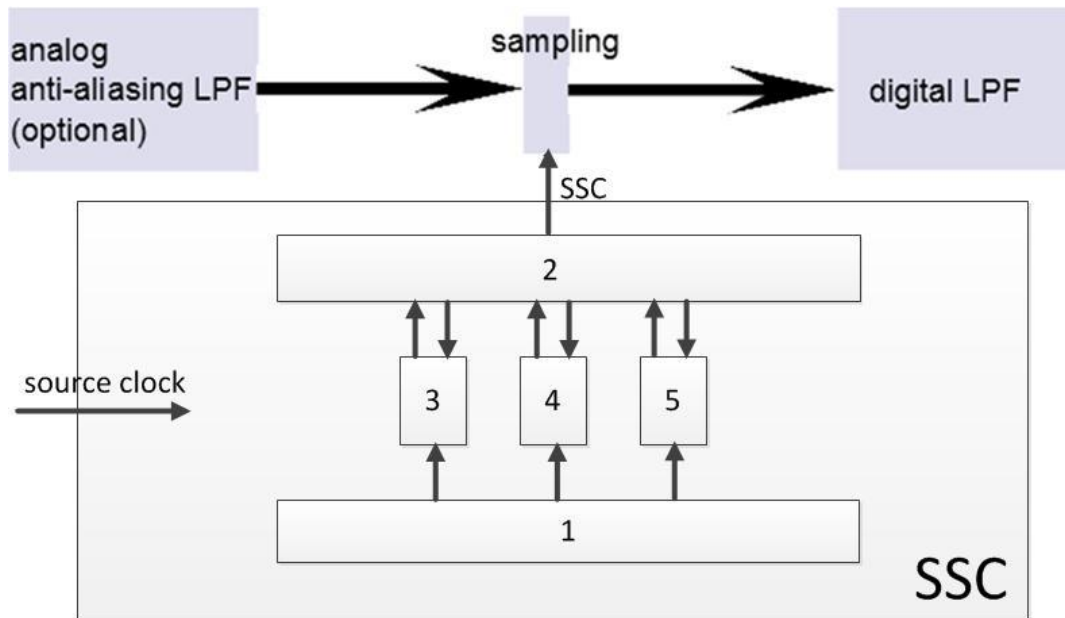 analog
anti-aliasing LPF
(optional)
sampling
digital LPF
SSC
2
source clock
3
4
5
1
SSC